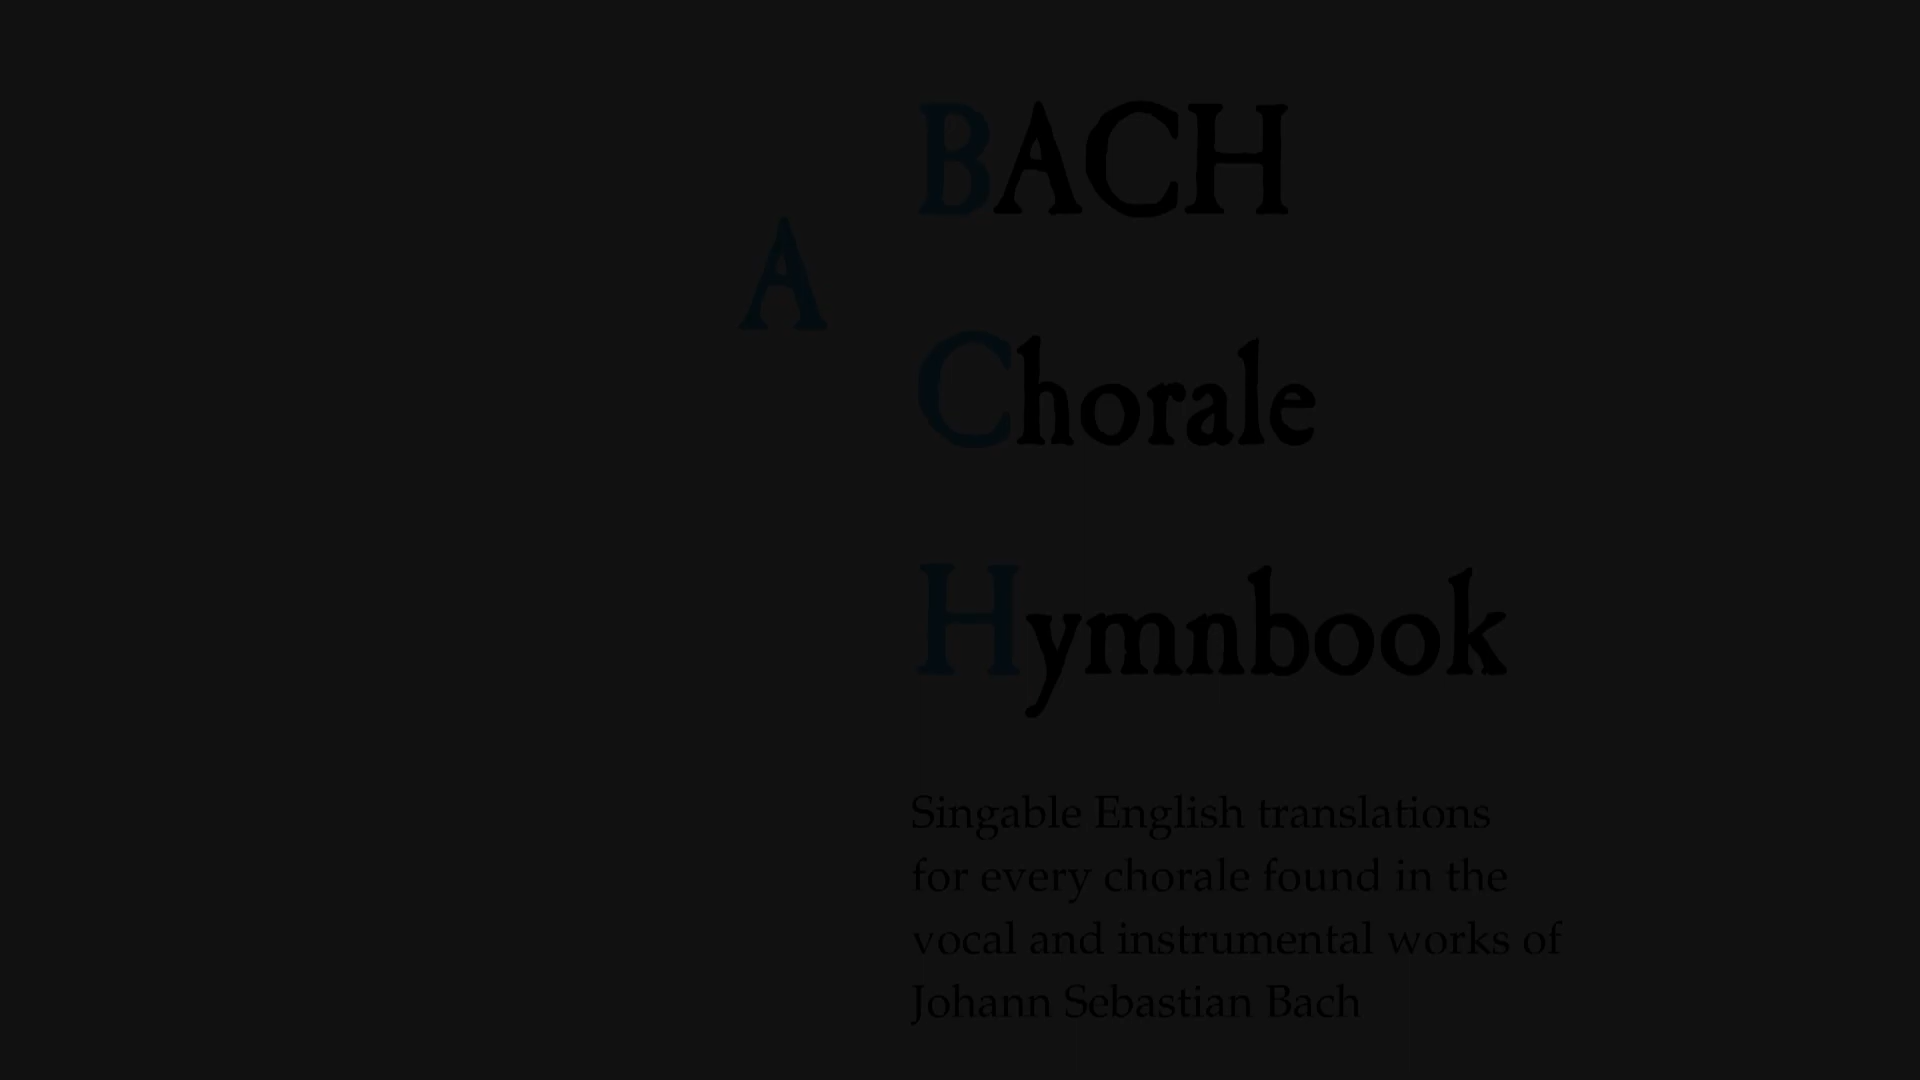 BACH
A
Chorale
Hymnbook
Singable English translations
for every chorale found in the
vocal and instrumental works of
Johann Sebastian Bach